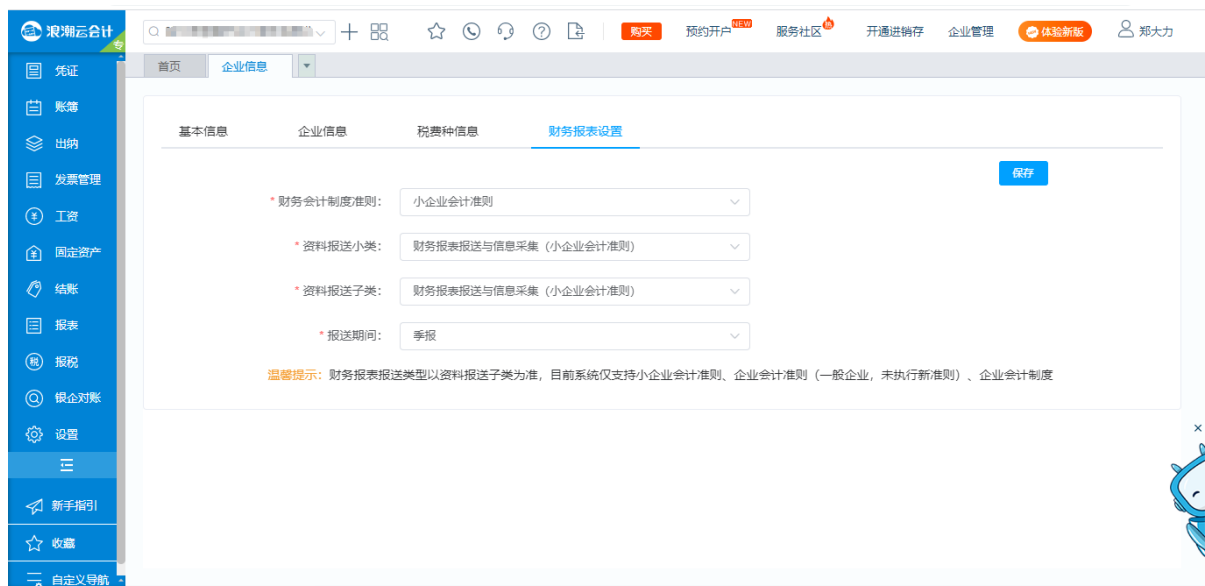 浪潮云会计
专
购买
预约开户
NEW
服务社区
热
开通进销存
企业管理
体验新版
郑大力
首页
企业信息
凭证
账簿
出纳
发票管理
工资
固定资产
结账
报表
税
报税
银企对账
设置
新手指引
收藏
自定义导航
基本信息
企业信息
税费种信息
财务报表设置
保存
* 财务会计制度准则： 小企业会计准则
* 资料报送小类： 财务报表报送与信息采集（小企业会计准则）
* 资料报送子类： 财务报表报送与信息采集（小企业会计准则）
* 报送期间： 季报
温馨提示：财务报表报送类型以资料报送子类为准，目前系统仅支持小企业会计准则、企业会计准则（一般企业，未执行新准则）、企业会计制度